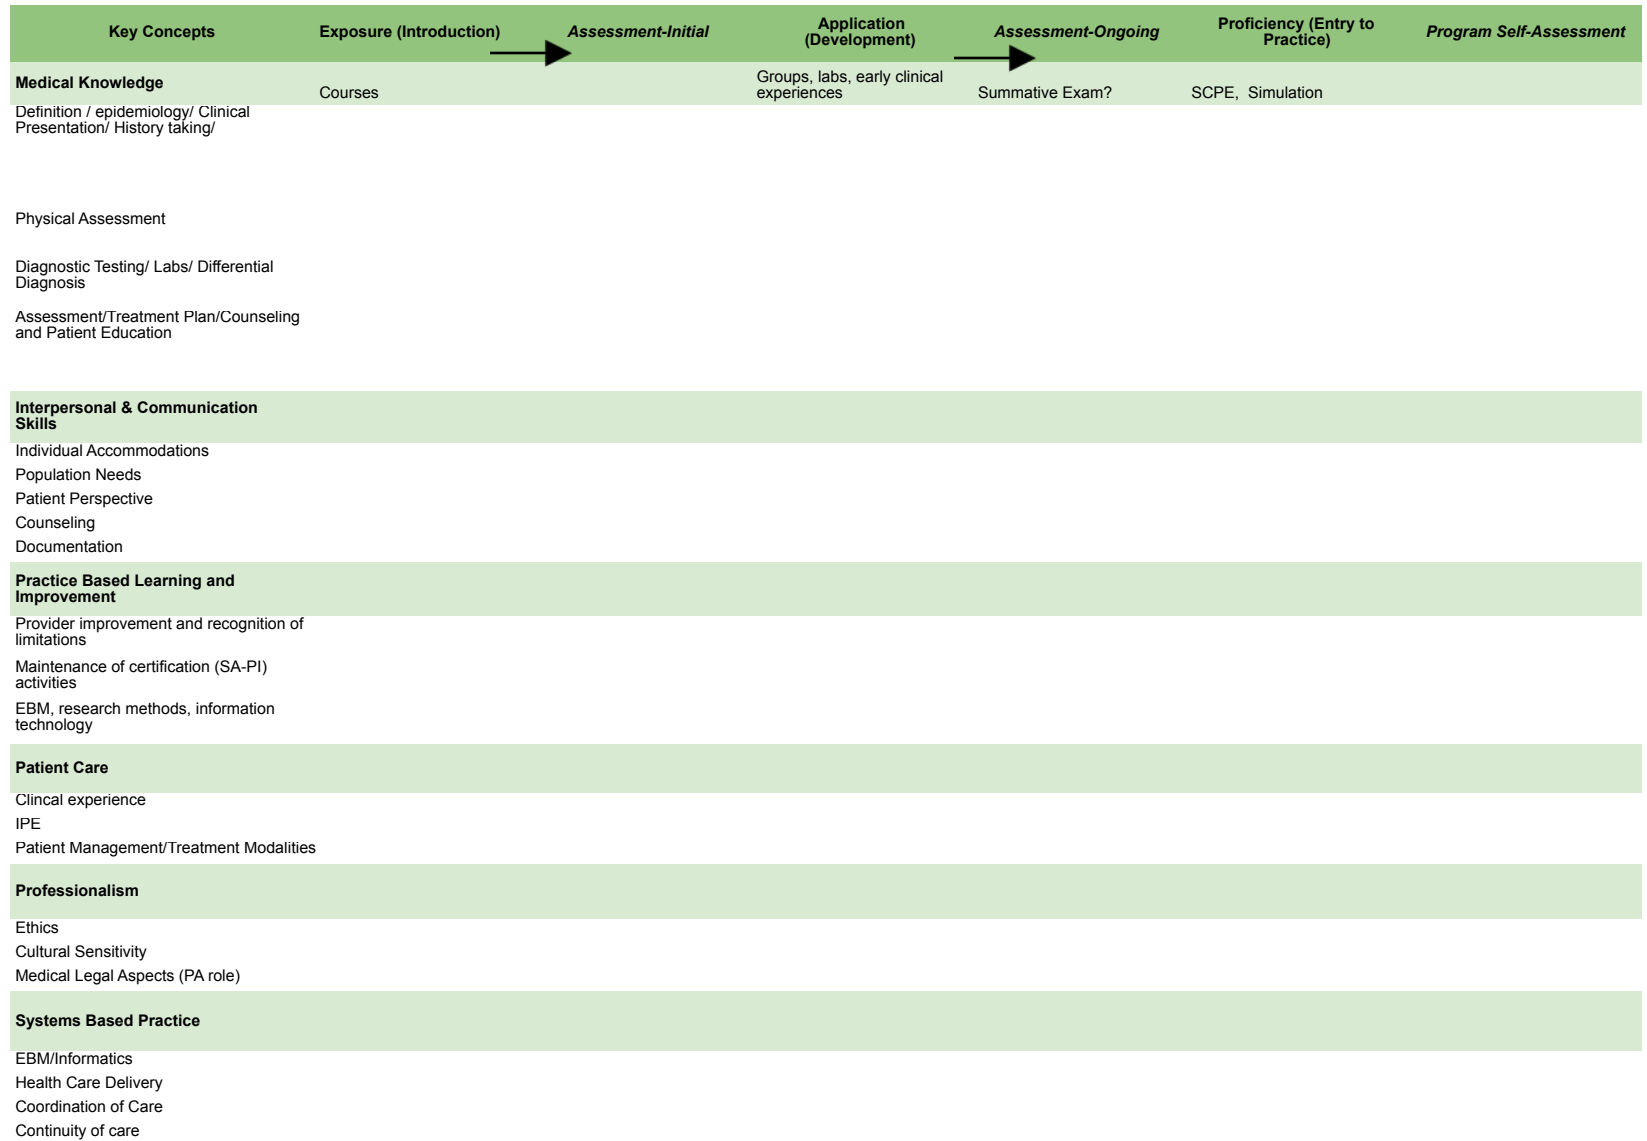 Key Concepts Exposure (Introduction) Assessment-Initial Application (Development) Assessment-Ongoing Proficiency (Entry to Practice) Program Self-Assessment
Medical Knowledge Courses Groups, labs, early clinical experiences Summative Exam? SCPE, Simulation
Definition / epidemiology/ Clinical
Presentation/ History taking/
Physical Assessment
Diagnostic Testing/ Labs/ Differential
Diagnosis
Assessment/Treatment Plan/Counseling
and Patient Education
Interpersonal & Communication
Skills
Individual Accommodations
Population Needs
Patient Perspective
Counseling
Documentation
Practice Based Learning and
Improvement
Provider improvement and recognition of
limitations
Maintenance of certification (SA-PI)
activities
EBM, research methods, information
technology
Patient Care
Clincal experience
IPE
Patient Management/Treatment Modalities
Professionalism
Ethics
Cultural Sensitivity
Medical Legal Aspects (PA role)
Systems Based Practice
EBM/Informatics
Health Care Delivery
Coordination of Care
Continuity of care